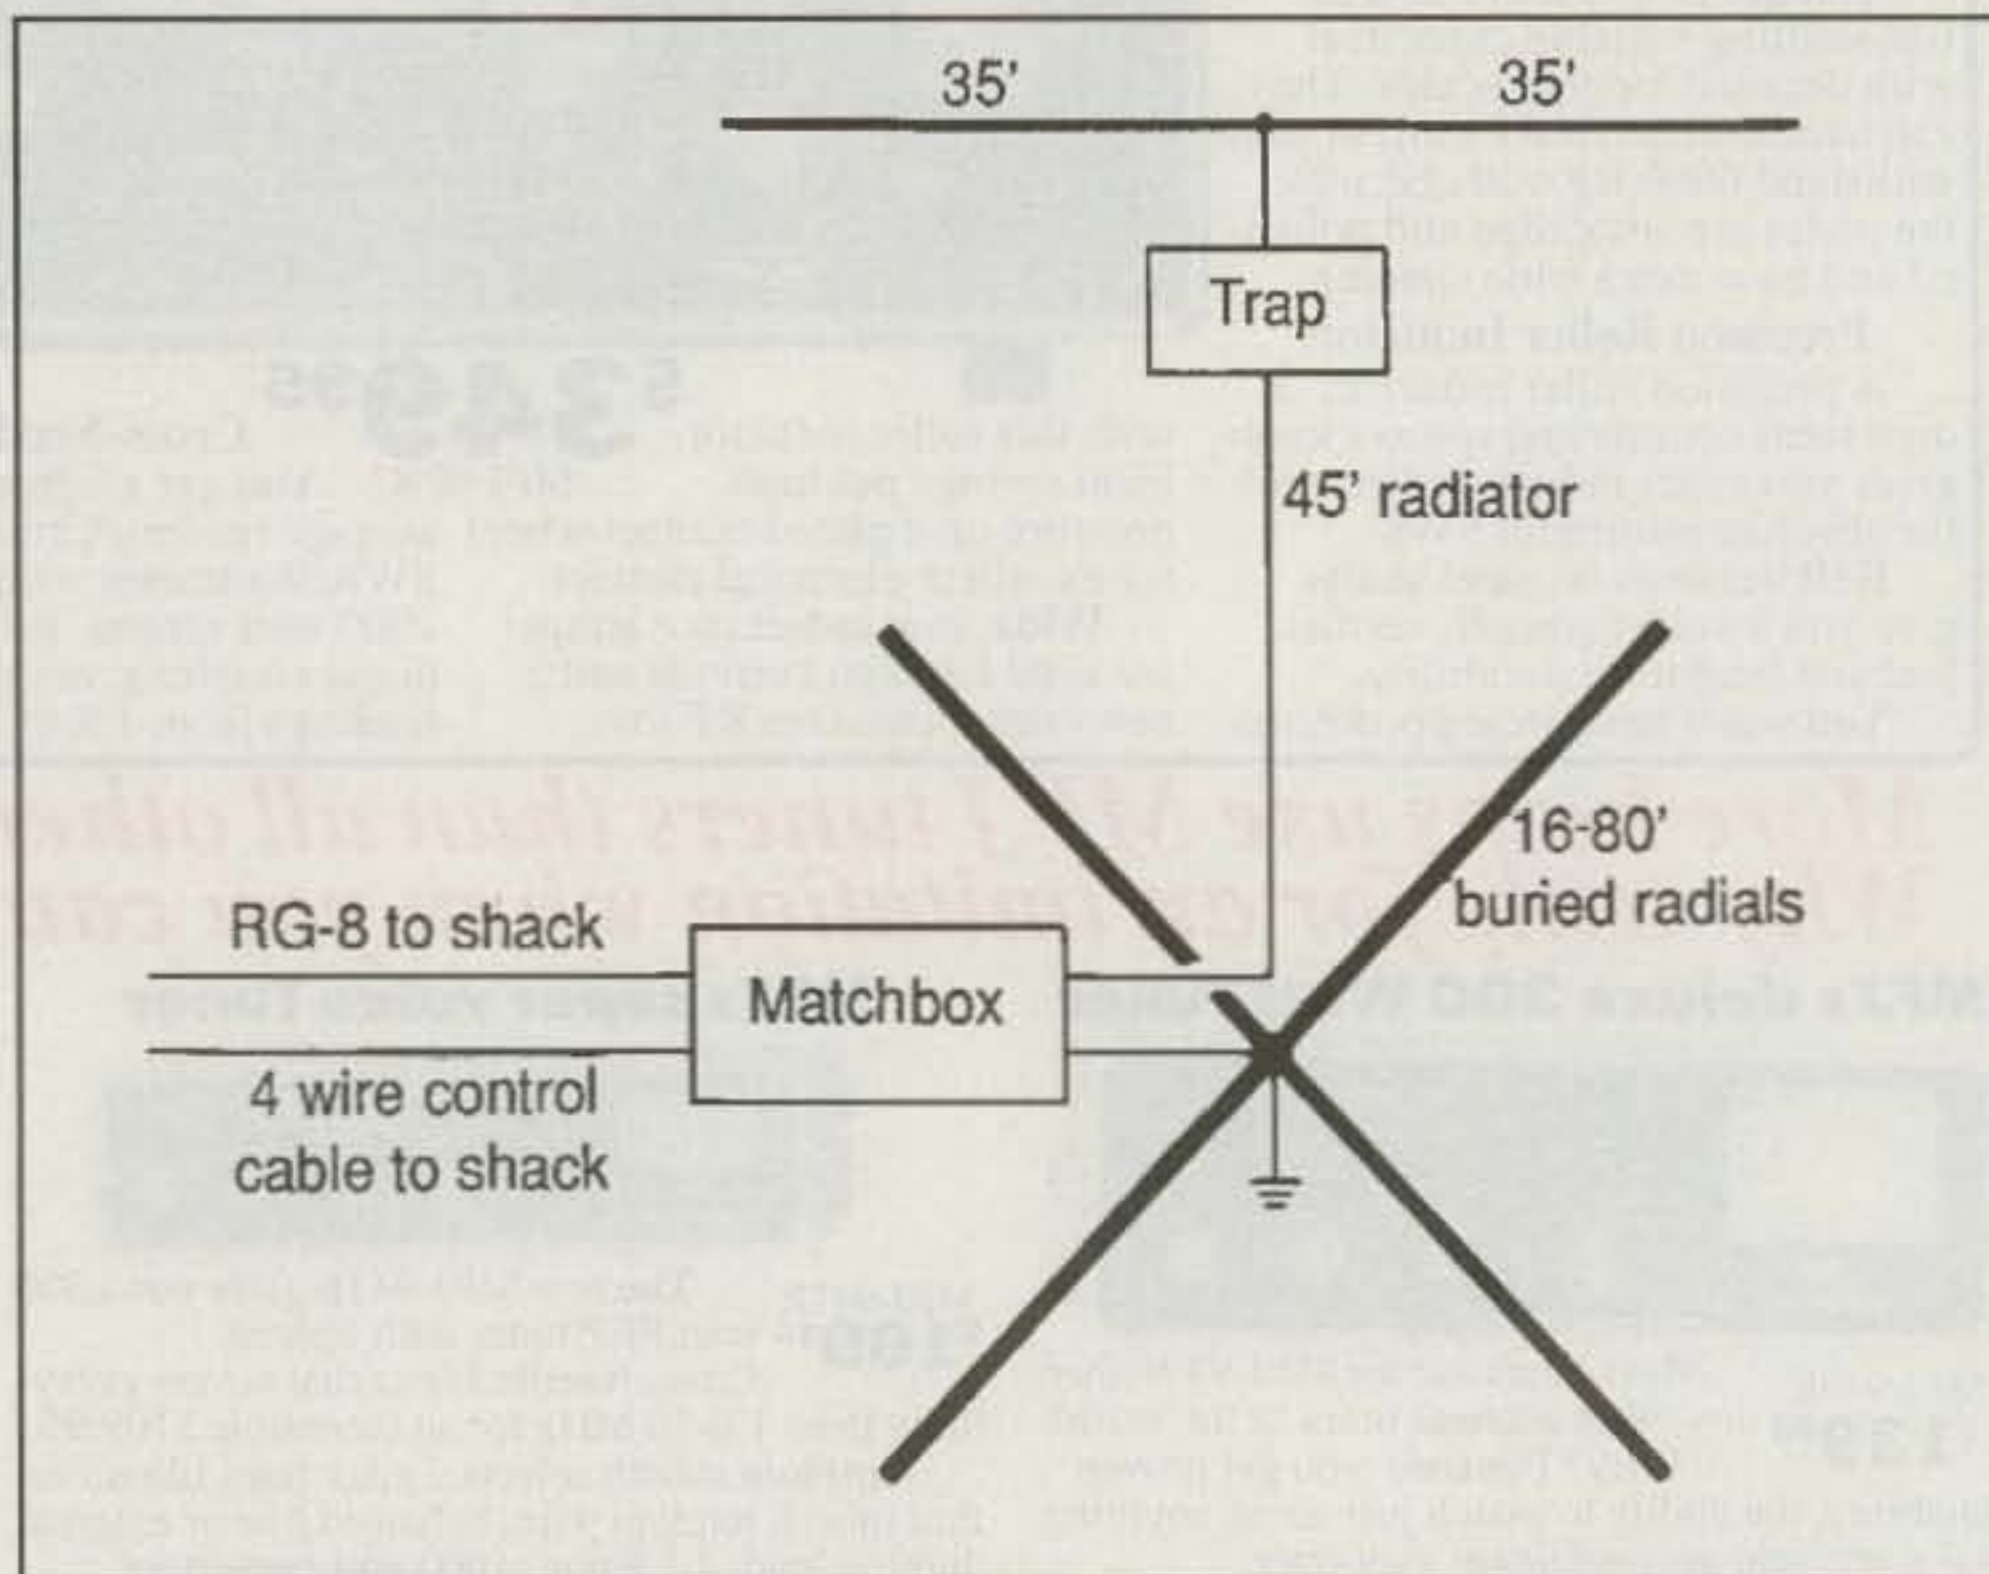 35'
35'
Trap
45' radiator
16-80'
buried radials
RG-8 to shack
Matchbox
4 wire control
cable to shack